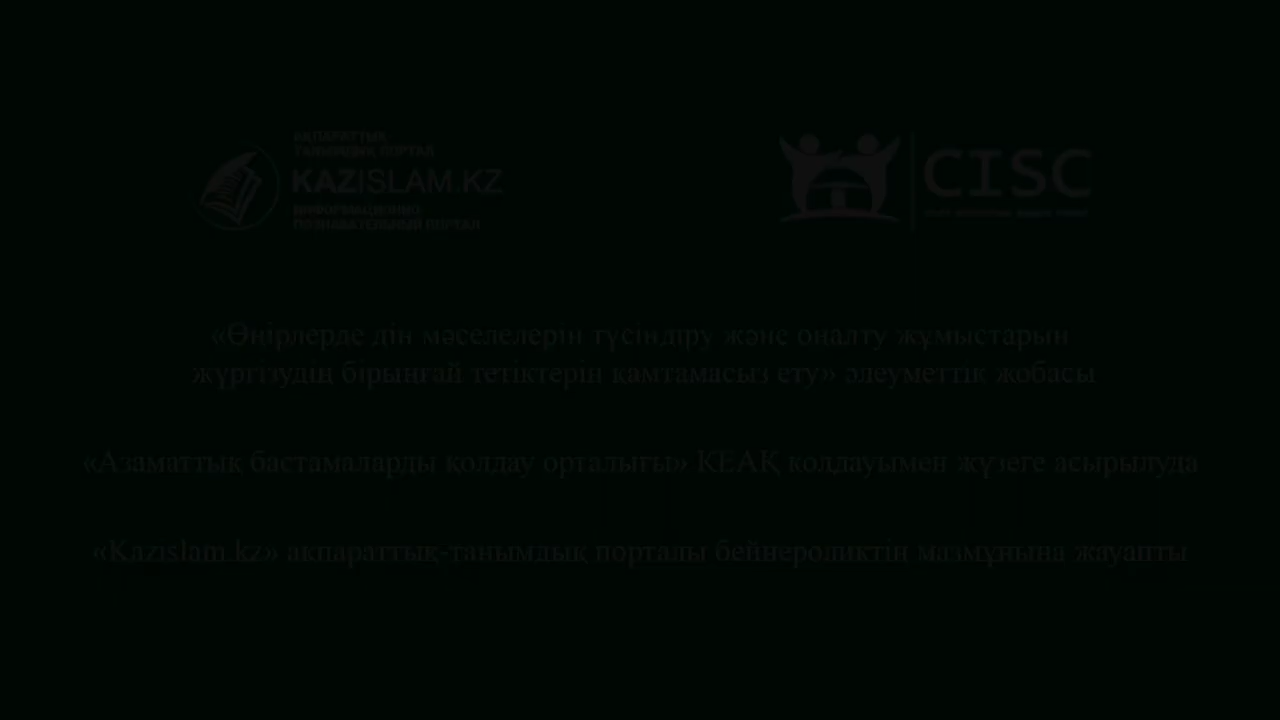 АҚПАРАТТЫҚ
ТАНЫМДЫҚ ПОРТАЛ
KAZISLAM.KZ
ИНФОРМАЦИОННО-
ПОЗНАВАТЕЛЬНЫЙ ПОРТАЛ
CISC
«Өңірлерде дін мәселелерін түсіндіру және оңалту жұмыстарын
жүргізудің бірыңғай тетіктерін қамтамасыз ету» әлеуметтік жобасы
«Азаматтық бастамаларды қолдау орталығы» КЕАҚ қолдауымен жүзеге асырылуда
«Kazislam.kz» ақпараттық-танымдық порталы бейнероликтің мазмұнына жауапты